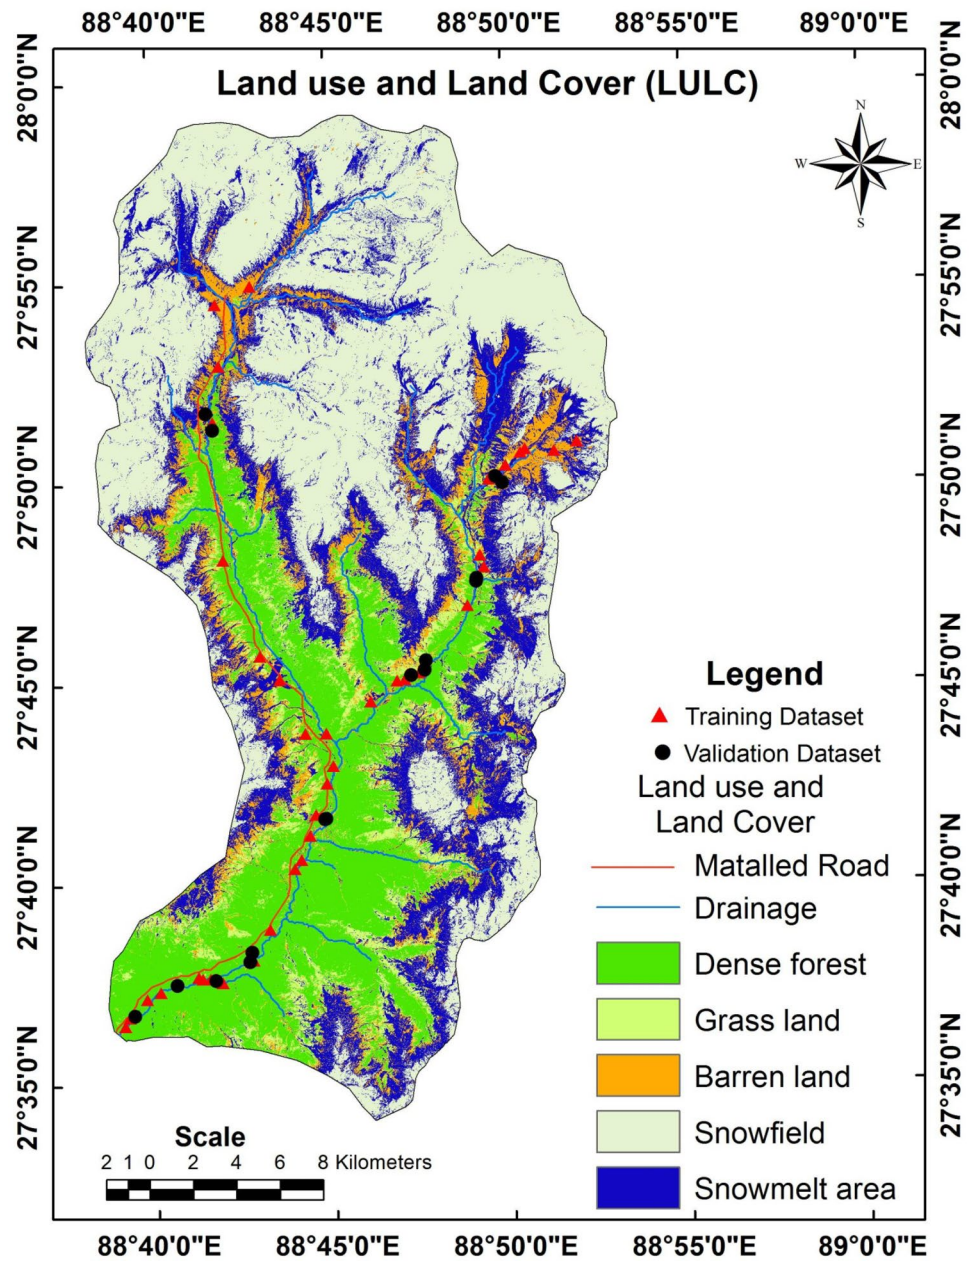 88°40'0"E 88°45'0"E 88°50'0"E 88°55'0"E 89°0'0"E
Land use and Land Cover (LULC)
N
W E
S
28°0'0"N 28°0'0"N
27°55'0"N 27°55'0"N
27°50'0"N 27°50'0"N
27°45'0"N 27°45'0"N
27°40'0"N 27°40'0"N
27°35'0"N 27°35'0"N
Legend
Training Dataset
Validation Dataset
Land use and
Land Cover
Matalled Road
Drainage
Dense forest
Grass land
Barren land
Snowfield
Snowmelt area
Scale
2 1 0 2 4 6 8 Kilometers
88°40'0"E 88°45'0"E 88°50'0"E 88°55'0"E 89°0'0"E